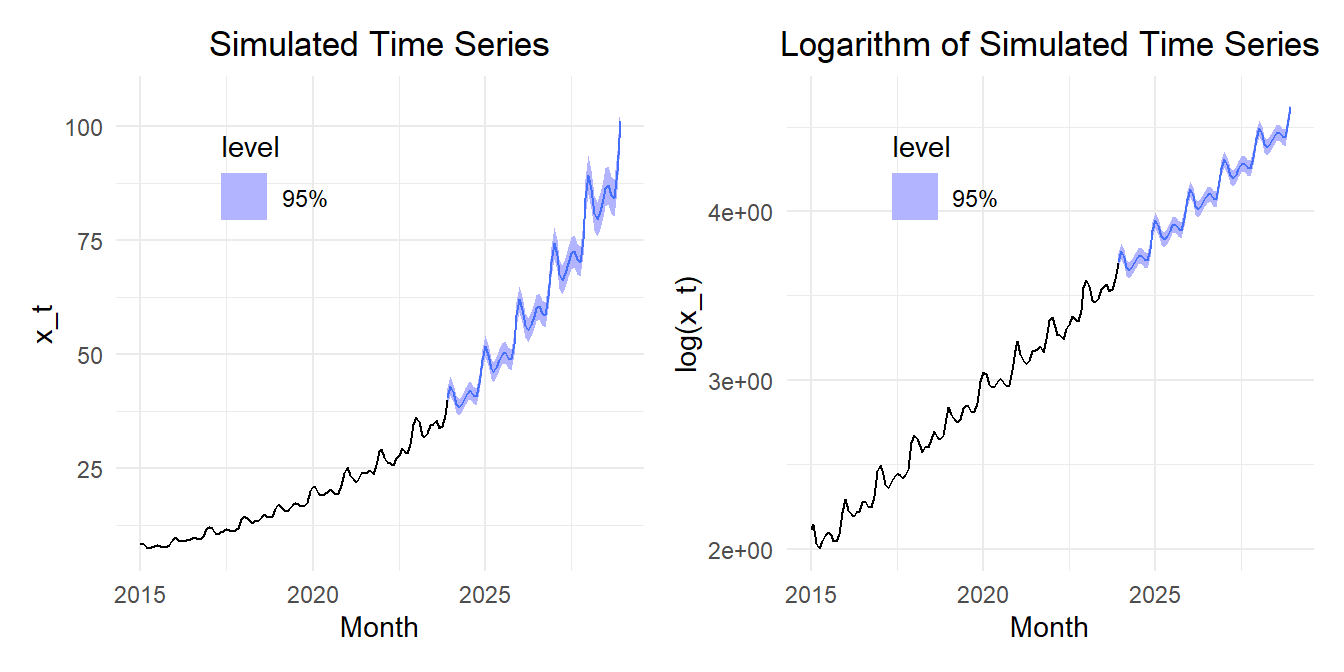 Simulated Time Series
100
75
50
25
x_t
level
95%
2015
2020
2025
Month
Logarithm of Simulated Time Series
4e+00
3e+00
2e+00
log(x_t)
level
95%
2015
2020
2025
Month